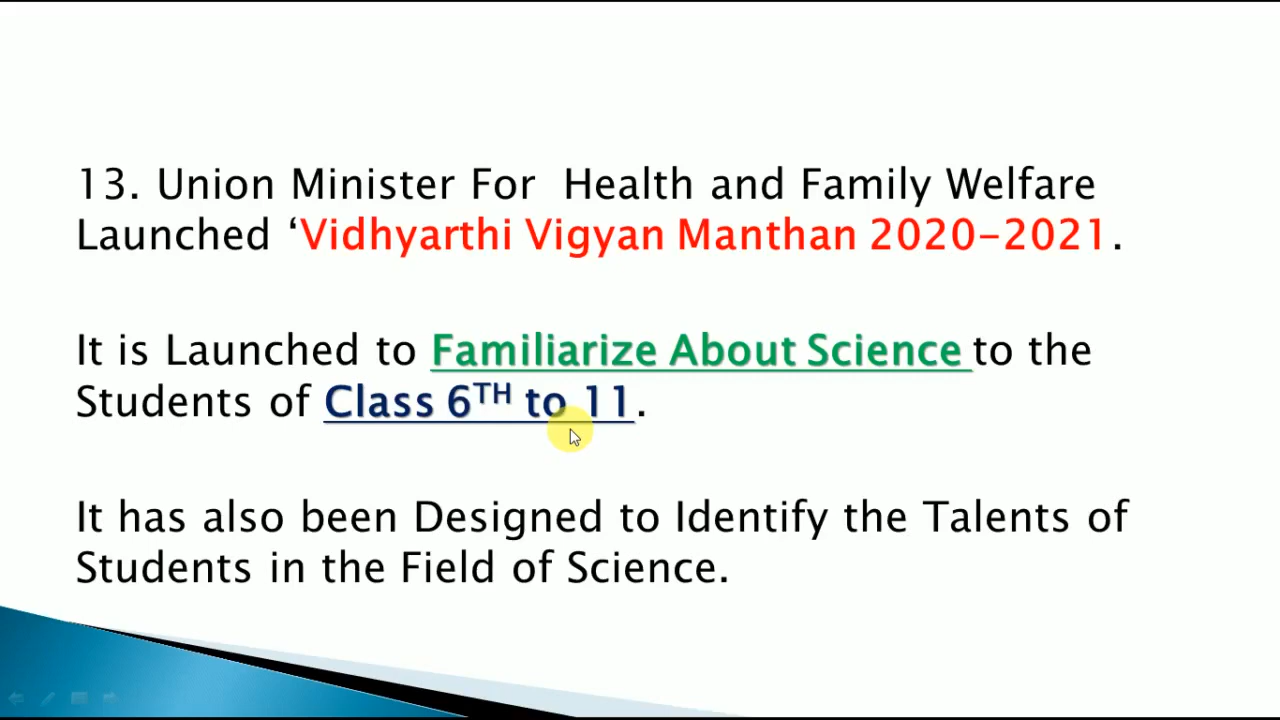 13. Union Minister For  Health and Family Welfare
Launched ‘Vidhyarthi Vigyan Manthan 2020-2021.
It is Launched to Familiarize About Science to the
Students of Class 6TH to 11.
It has also been Designed to Identify the Talents of
Students in the Field of Science.